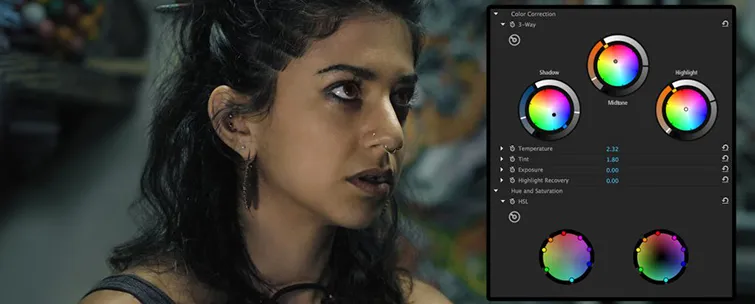 Color Correction
3-Way
Shadow
Midtone
Highlight
Temperature 2.32
Tint 1.80
Exposure 0.00
Highlight Recovery 0.00
Hue and Saturation
HSL